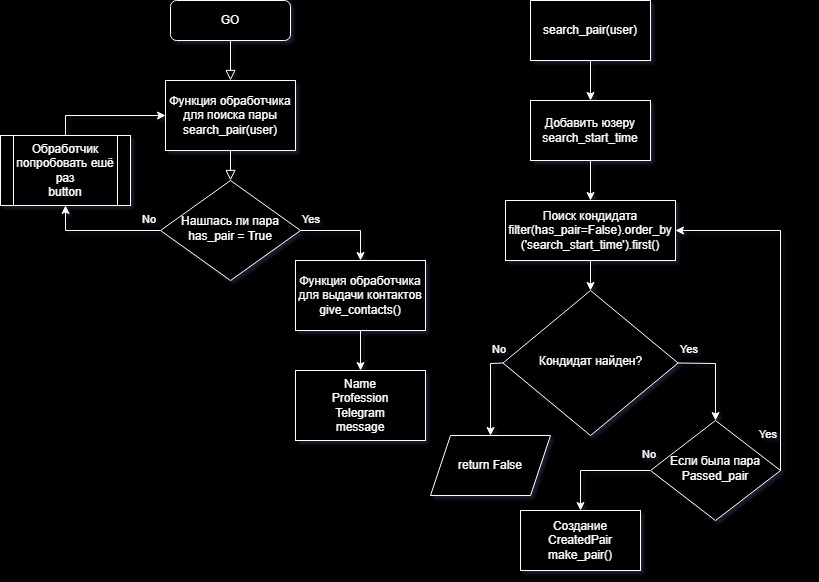 GO
Функция обработчика
для поиска пары
search_pair(user)
Обработчик
попробовать ешё
раз
button
No
Нашлась ли пара
has_pair = True
Yes
Функция обработчика
для выдачи контактов
give_contacts()
Name
Profession
Telegram
message
search_pair(user)
Добавить юзеру
search_start_time
Поиск кондидата
filter(has_pair=False).order_by
('search_start_time').first()
No
Кондидат найден?
Yes
return False
No
Если была пара
Passed_pair
Yes
Создание
CreatedPair
make_pair()